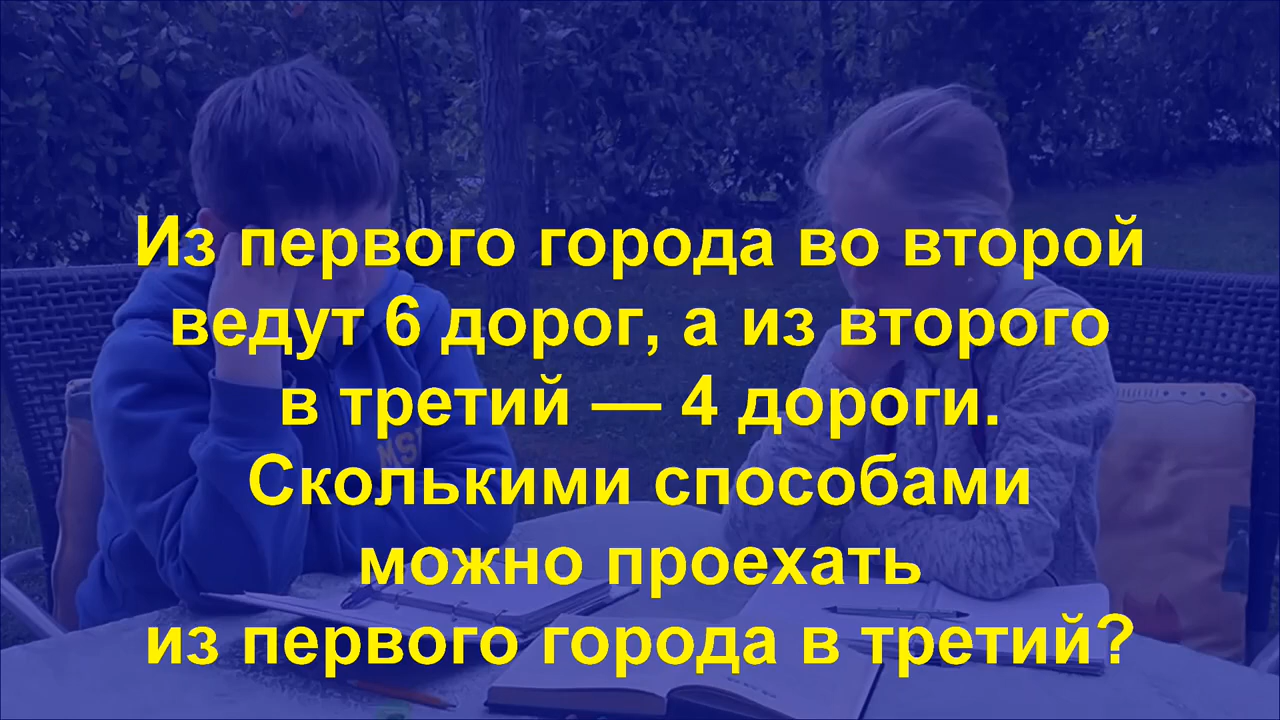 Из первого города во второй
ведут 6 дорог, а из второго
в третий — 4 дороги.
Сколькими способами
можно проехать
из первого города в третий?